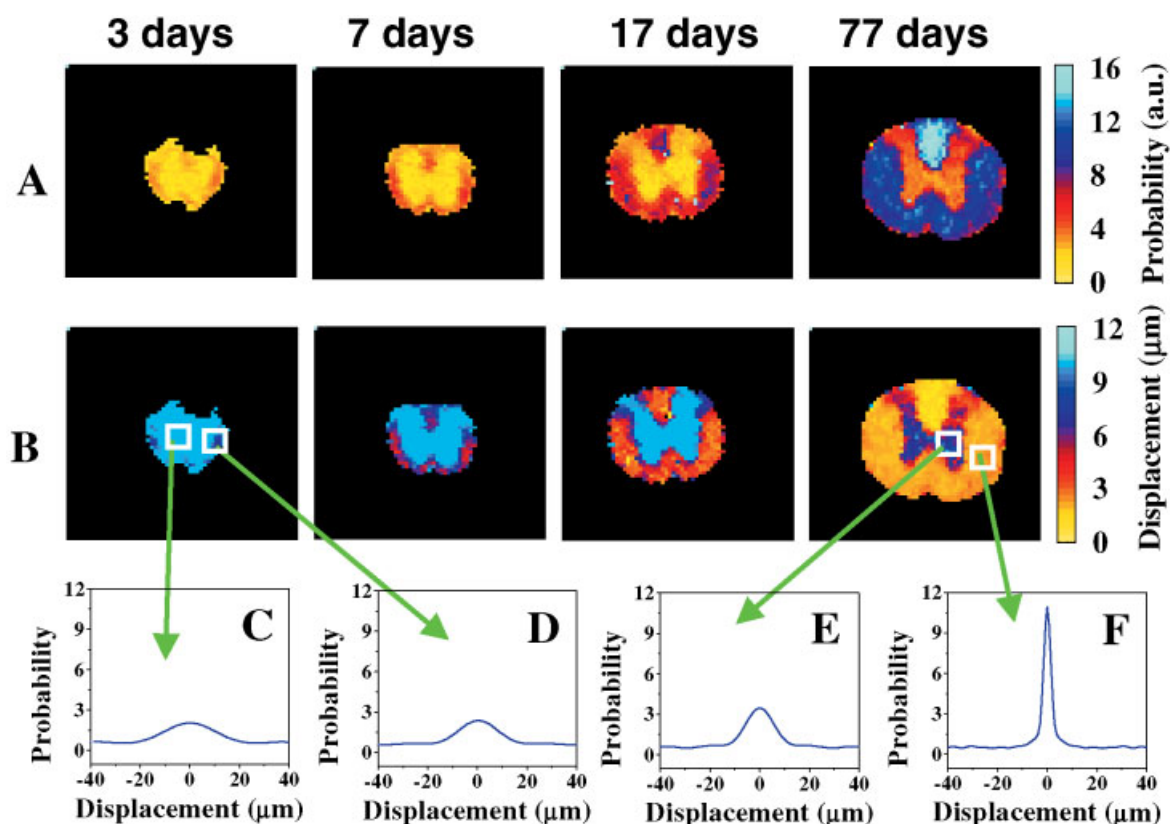 3 days 7 days 17 days 77 days
A
16
12
8
4
0
Probability (a.u.)
B
12
9
6
3
0
Displacement (μm)
C
12
9
6
3
0
Probability
-40 -20 0 20 40
Displacement (μm)
D
12
9
6
3
0
Probability
-40 -20 0 20 40
Displacement (μm)
E
12
9
6
3
0
Probability
-40 -20 0 20 40
Displacement (μm)
F
12
9
6
3
0
Probability
-40 -20 0 20 40
Displacement (μm)